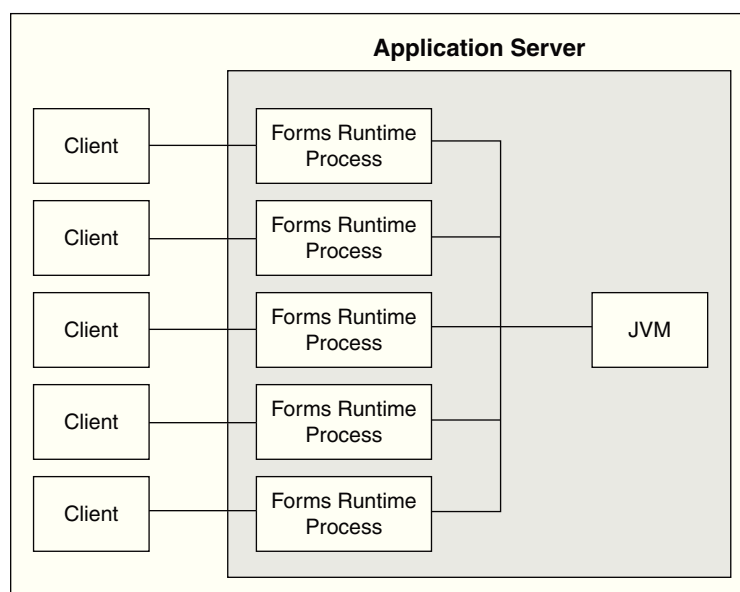 Application Server
Client
Forms Runtime
Process
Client
Forms Runtime
Process
Client
Forms Runtime
Process
JVM
Client
Forms Runtime
Process
Client
Forms Runtime
Process